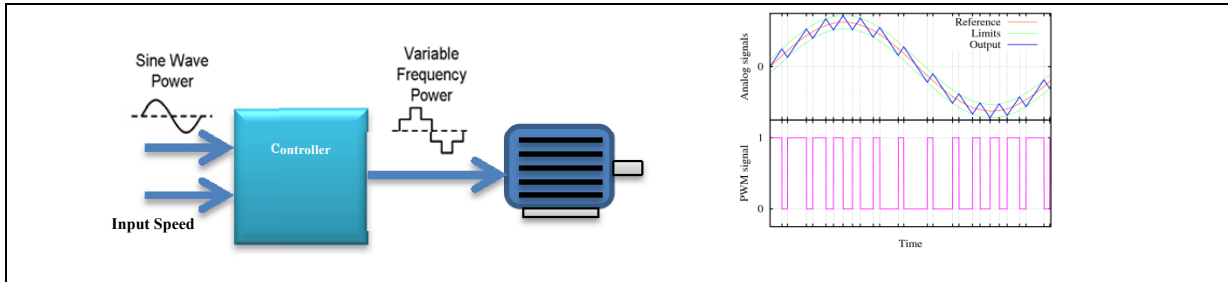 Sine Wave
Power
Variable
Frequency
Power
Controller
Input Speed
Reference
Limits
Output
Analog signals
0
1
PWM signal
0
Time